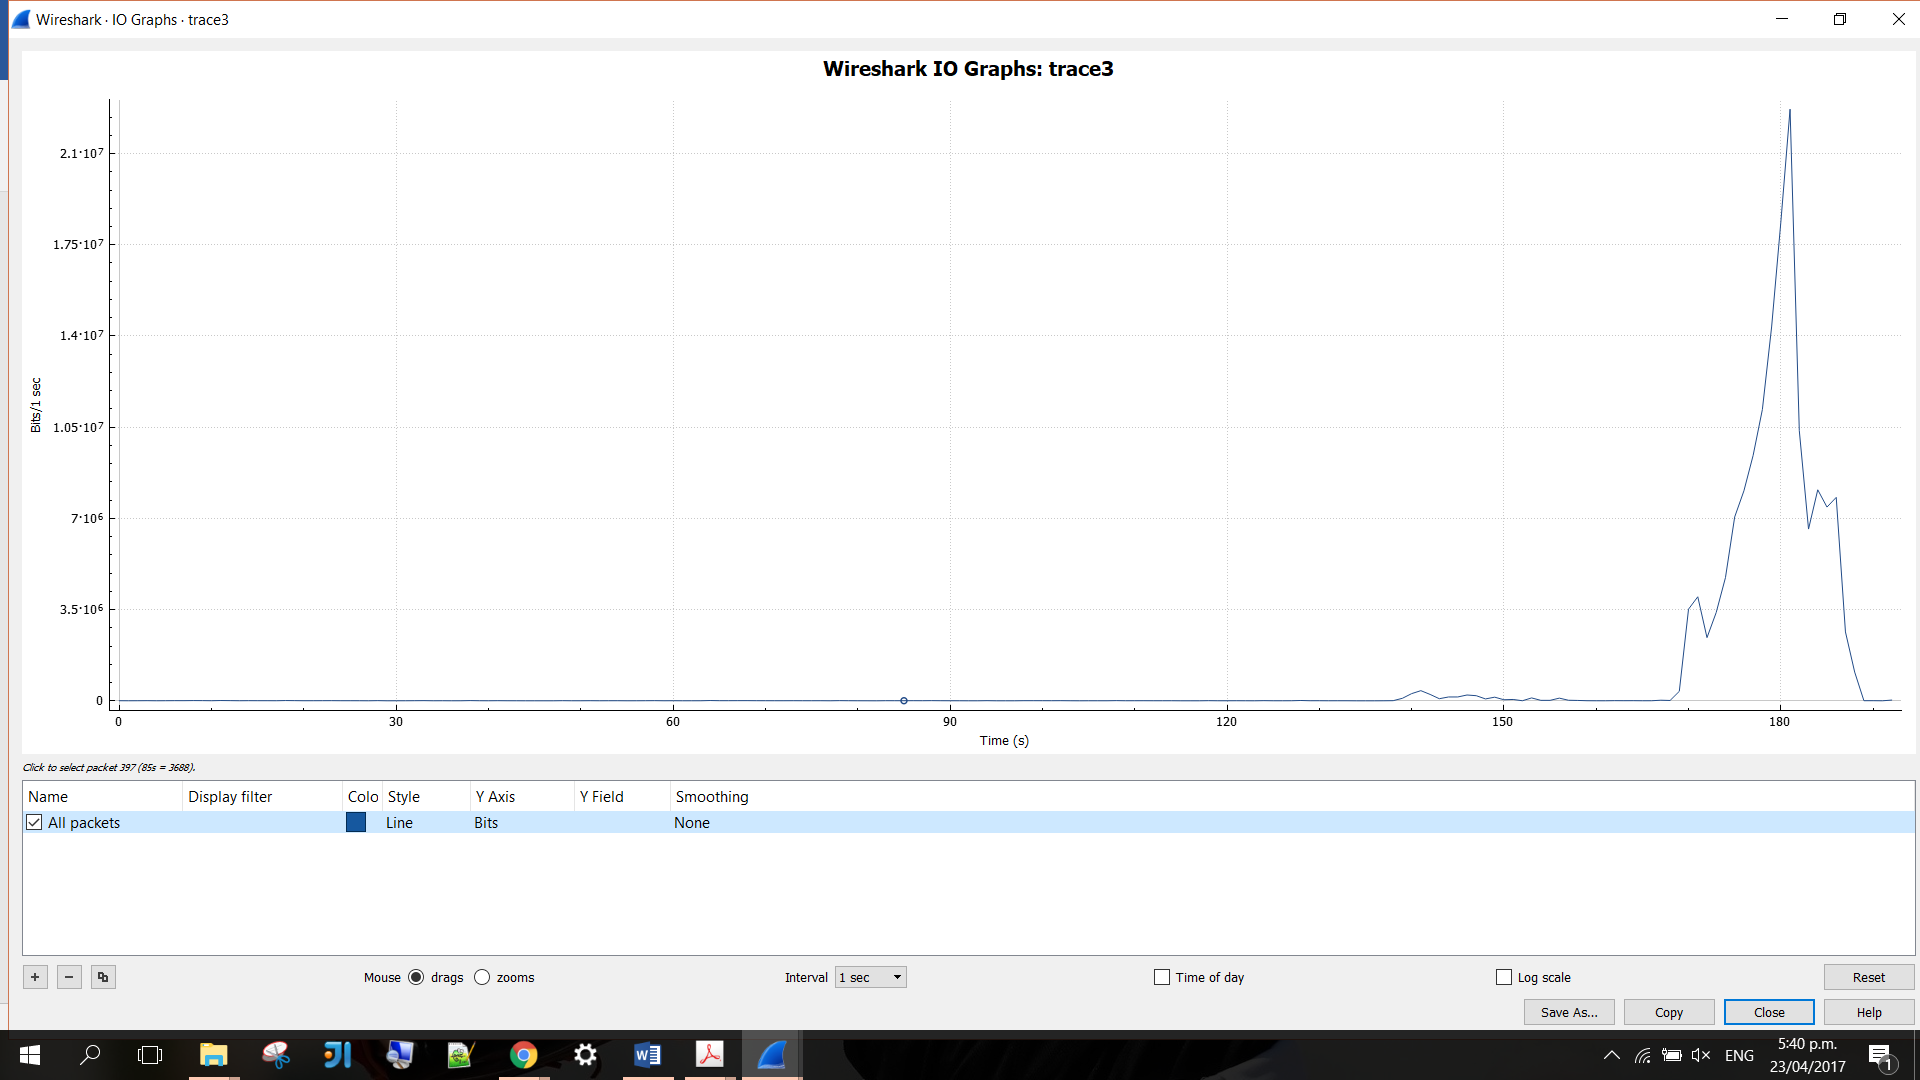 Wireshark · IO Graphs · trace3
Wireshark IO Graphs: trace3
2.1·10⁷
1.75·10⁷
1.4·10⁷
1.05·10⁷
7·10⁶
3.5·10⁶
0
Bits/1 sec
0 30 60 90 120 150 180
Time (s)
Click to select packet 397 (85s = 3688).
Name Display filter Colo Style Y Axis Y Field Smoothing
All packets Line Bits None
+ −
Mouse drags zooms Interval 1 sec Time of day Log scale Reset
Save As... Copy Close Help
ENG
5:40 p.m.
23/04/2017
1